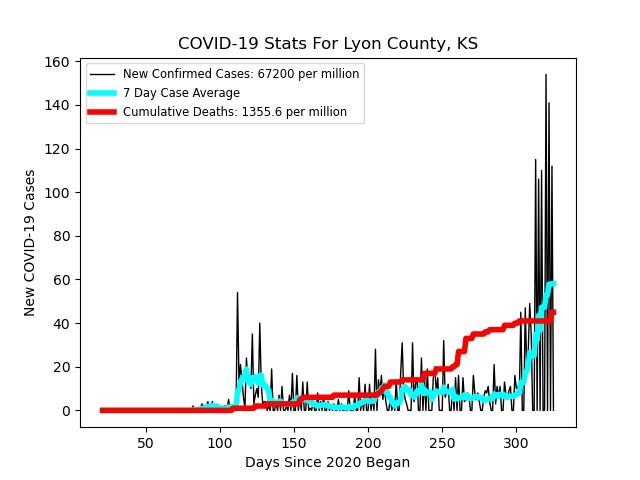 COVID-19 Stats For Lyon County, KS
New Confirmed Cases: 67200 per million
7 Day Case Average
Cumulative Deaths: 1355.6 per million
New COVID-19 Cases
160
140
120
100
80
60
40
20
0
50 100 150 200 250 300
Days Since 2020 Began